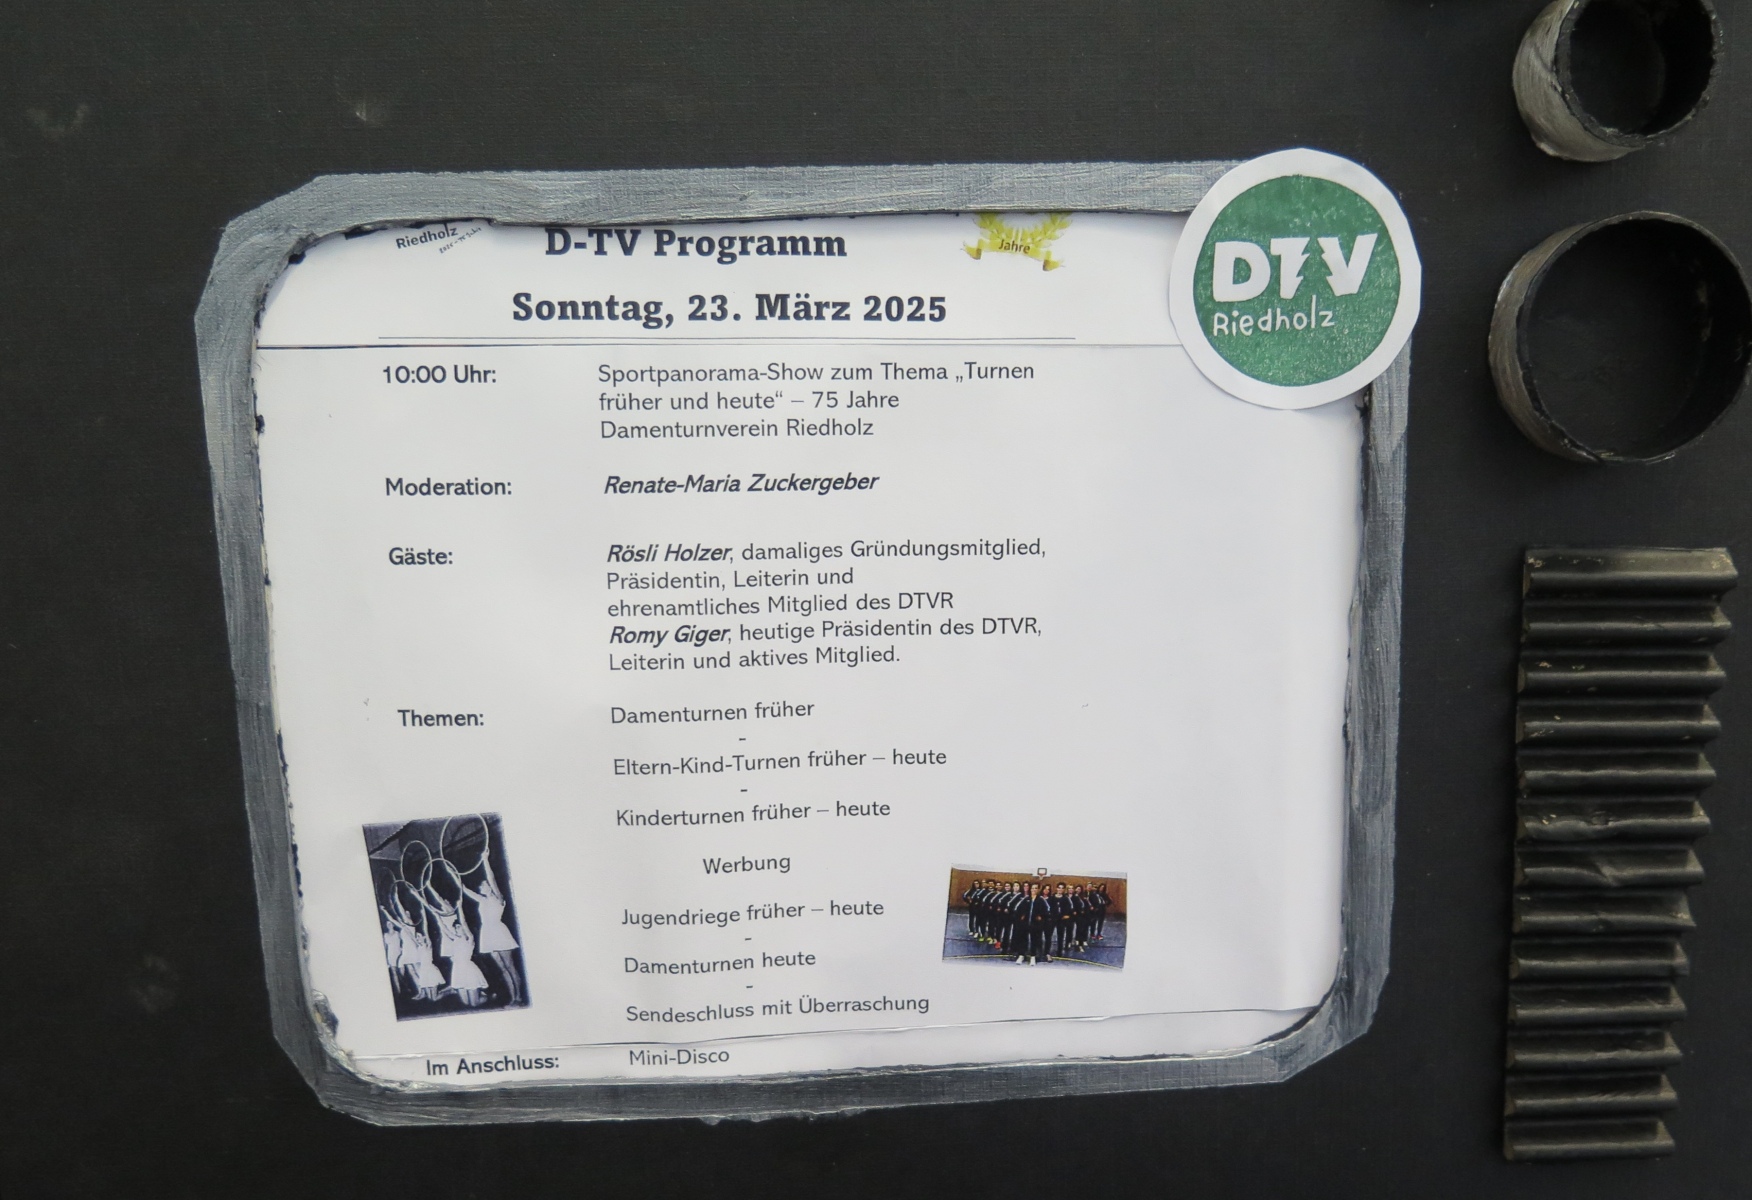 Riedholz
D-TV Programm
Jahre
Sonntag, 23. März 2025
DTV
Riedholz
10:00 Uhr: Sportpanorama-Show zum Thema „Turnen
früher und heute“ – 75 Jahre
Damenturnverein Riedholz
Moderation: Renate-Maria Zuckergeber
Gäste: Rösli Holzer, damaliges Gründungsmitglied,
Präsidentin, Leiterin und
ehrenamtliches Mitglied des DTVR
Romy Giger, heutige Präsidentin des DTVR,
Leiterin und aktives Mitglied.
Themen: Damenturnen früher
-
Eltern-Kind-Turnen früher – heute
-
Kinderturnen früher – heute
Werbung
Jugendriege früher – heute
-
Damenturnen heute
-
Sendeschluss mit Überraschung
Im Anschluss: Mini-Disco